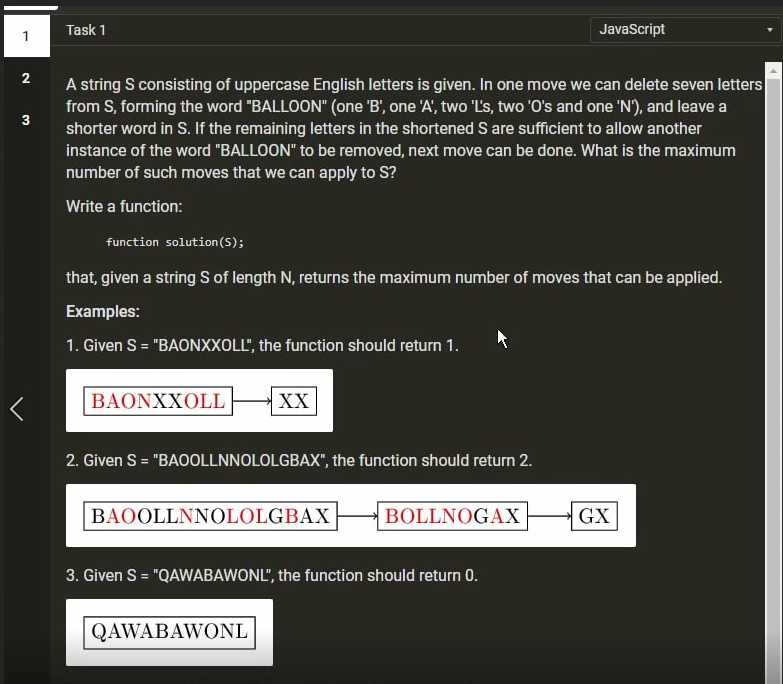 1
Task 1
JavaScript
2
3
A string S consisting of uppercase English letters is given. In one move we can delete seven letters
from S, forming the word "BALLOON" (one 'B', one 'A', two 'L's, two 'O's and one 'N'), and leave a
shorter word in S. If the remaining letters in the shortened S are sufficient to allow another
instance of the word "BALLOON" to be removed, next move can be done. What is the maximum
number of such moves that we can apply to S?
Write a function:
function solution(S);
that, given a string S of length N, returns the maximum number of moves that can be applied.
Examples:
1. Given S = "BAONXXOLL", the function should return 1.
BAONXXOLL XX
2. Given S = "BAOOLLNNOLOLGBAX", the function should return 2.
BAOOLLNNOLOLGBAX BOLLNOGAX GX
3. Given S = "QAWABAWONL", the function should return 0.
QAWABAWONL